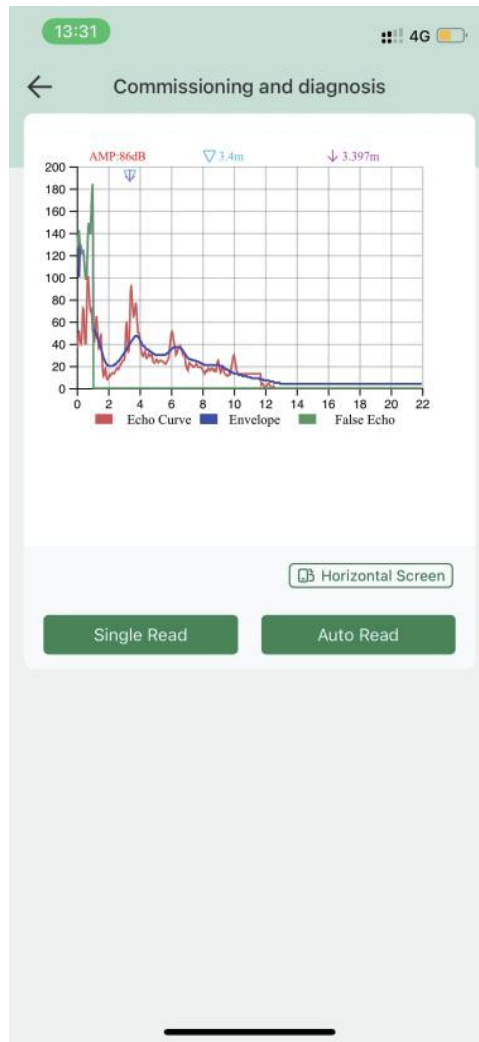 13:31
4G
Commissioning and diagnosis
AMP:86dB 3.4m 3.397m
200
180
160
140
120
100
80
60
40
20
0
0 2 4 6 8 10 12 14 16 18 20 22
Echo Curve Envelope False Echo
Horizontal Screen
Single Read Auto Read